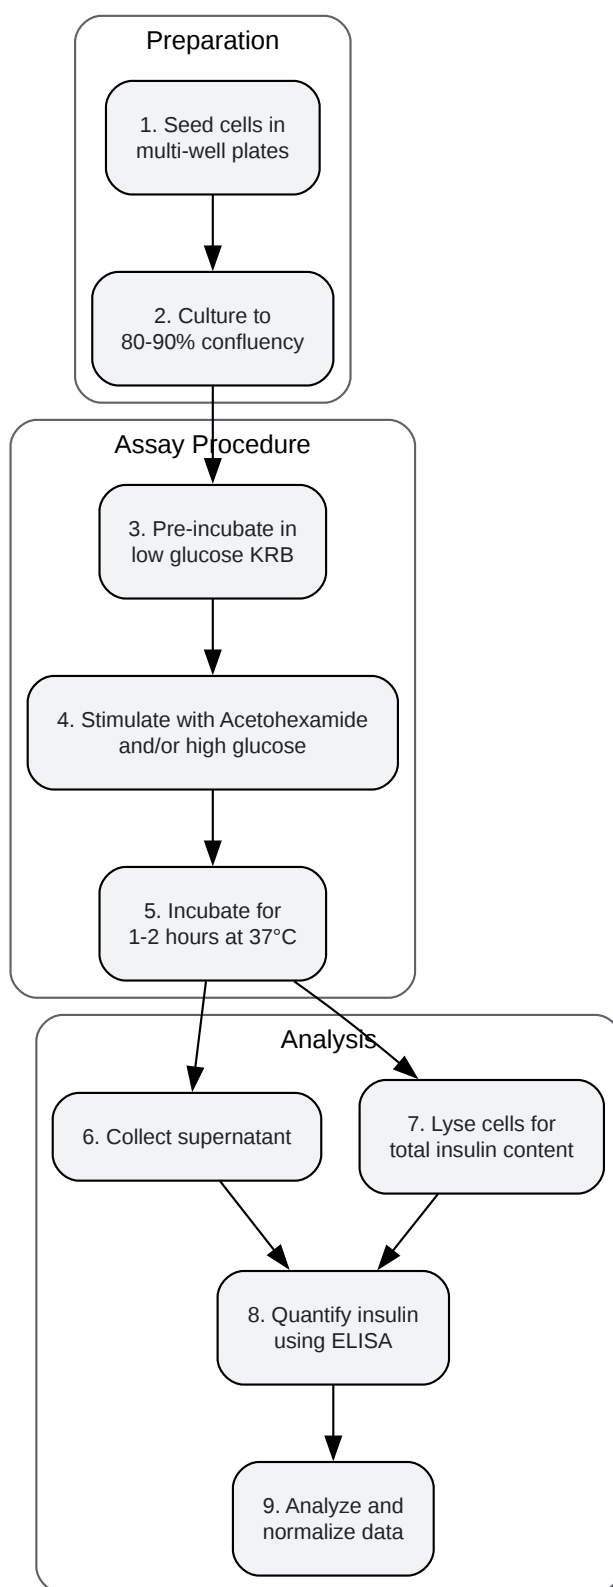 Preparation
1. Seed cells in
multi-well plates
2. Culture to
80-90% confluency
Assay Procedure
3. Pre-incubate in
low glucose KRB
4. Stimulate with Acetohexamide
and/or high glucose
5. Incubate for
1-2 hours at 37°C
Analysis
6. Collect supernatant
7. Lyse cells for
total insulin content
8. Quantify insulin
using ELISA
9. Analyze and
normalize data